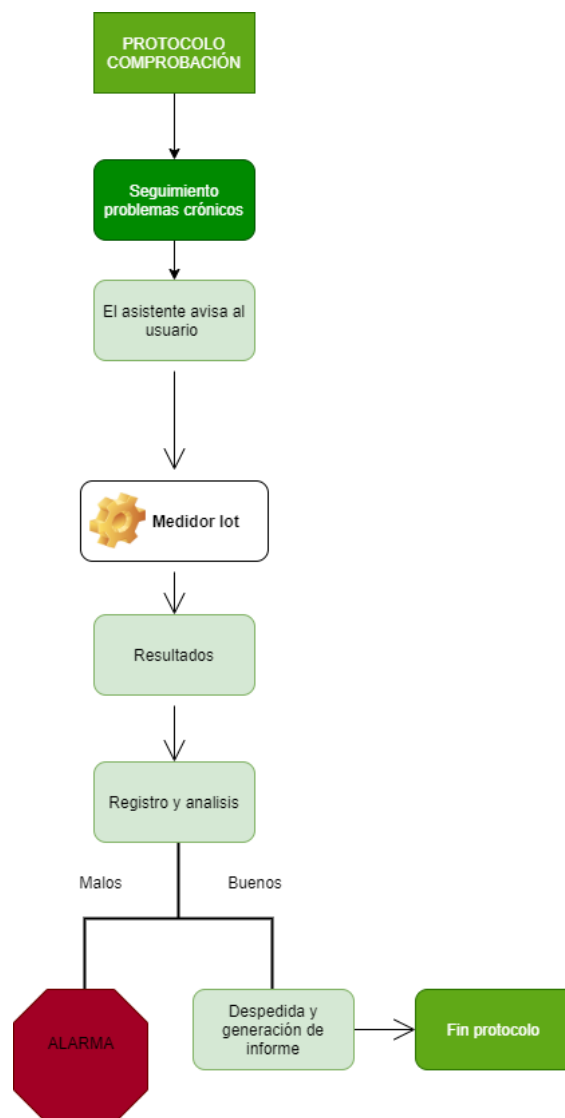 PROTOCOLO
COMPROBACIÓN
Seguimiento
problemas crónicos
El asistente avisa al
usuario
Medidor Iot
Resultados
Registro y analisis
Malos
Buenos
ALARMA
Despedida y
generación de
informe
Fin protocolo